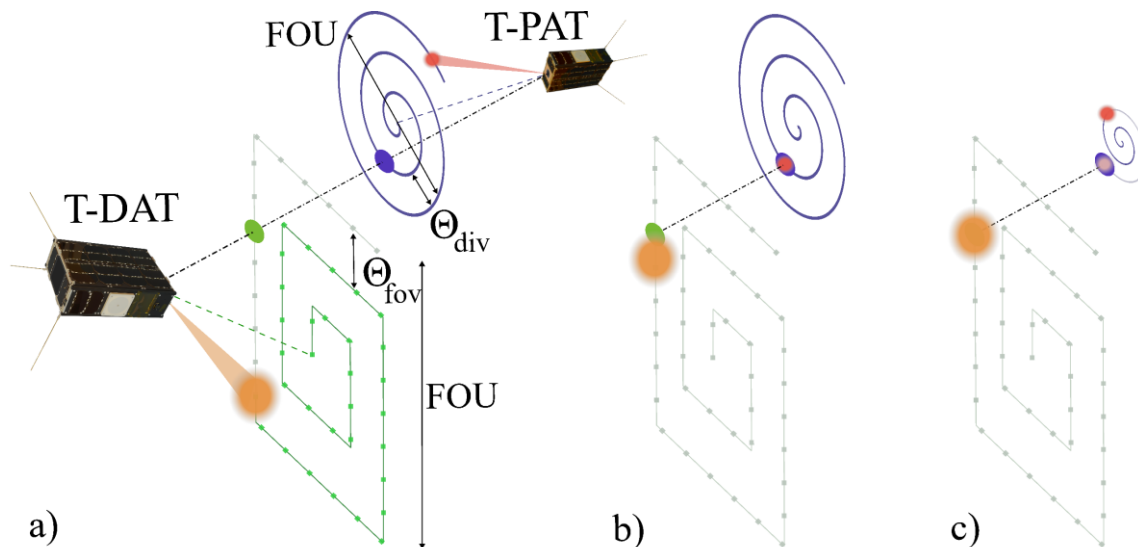 FOU
T-PAT
T-DAT
Θdiv
Θfov
FOU
a)
b)
c)